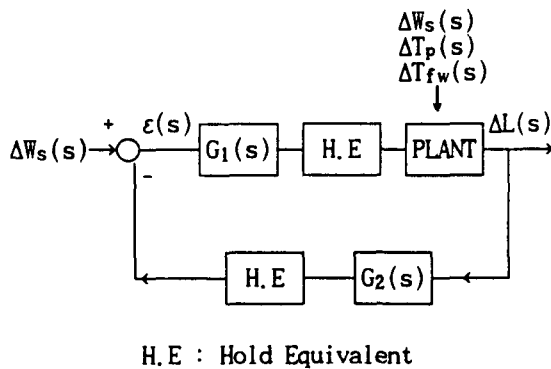 ΔWs(s)
ΔTp(s)
ΔTfw(s)
ΔWs(s)
+
-
ε(s)
G1(s)
H.E
PLANT
ΔL(s)
H.E
G2(s)
H.E : Hold Equivalent